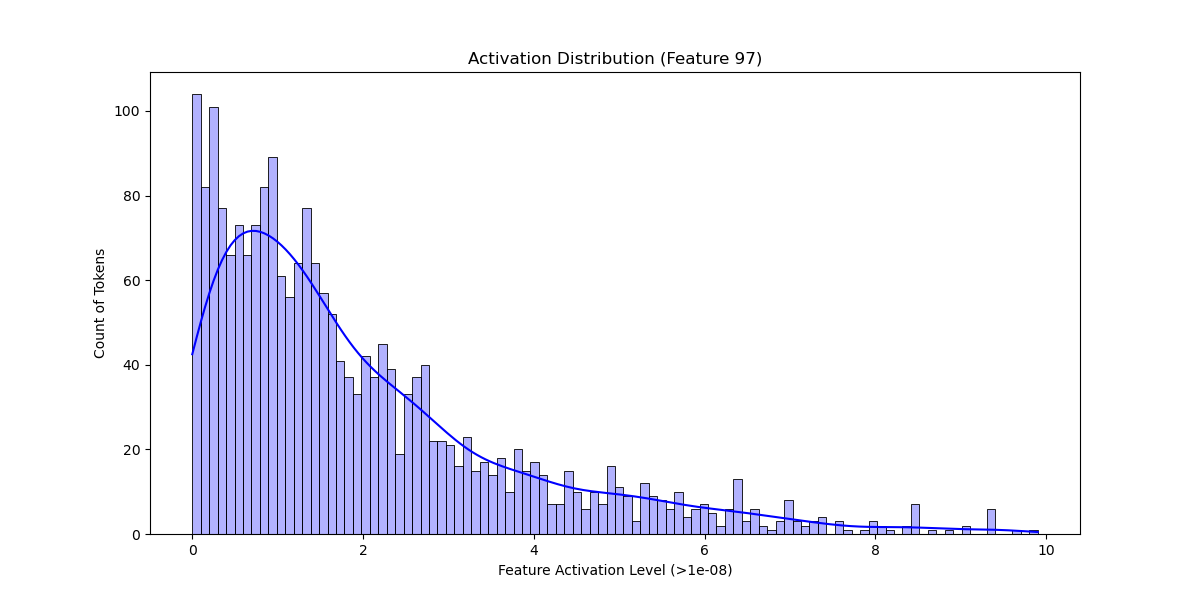 Activation Distribution (Feature 97)
100
80
60
40
20
0
Count of Tokens
0 2 4 6 8 10
Feature Activation Level (>1e-08)